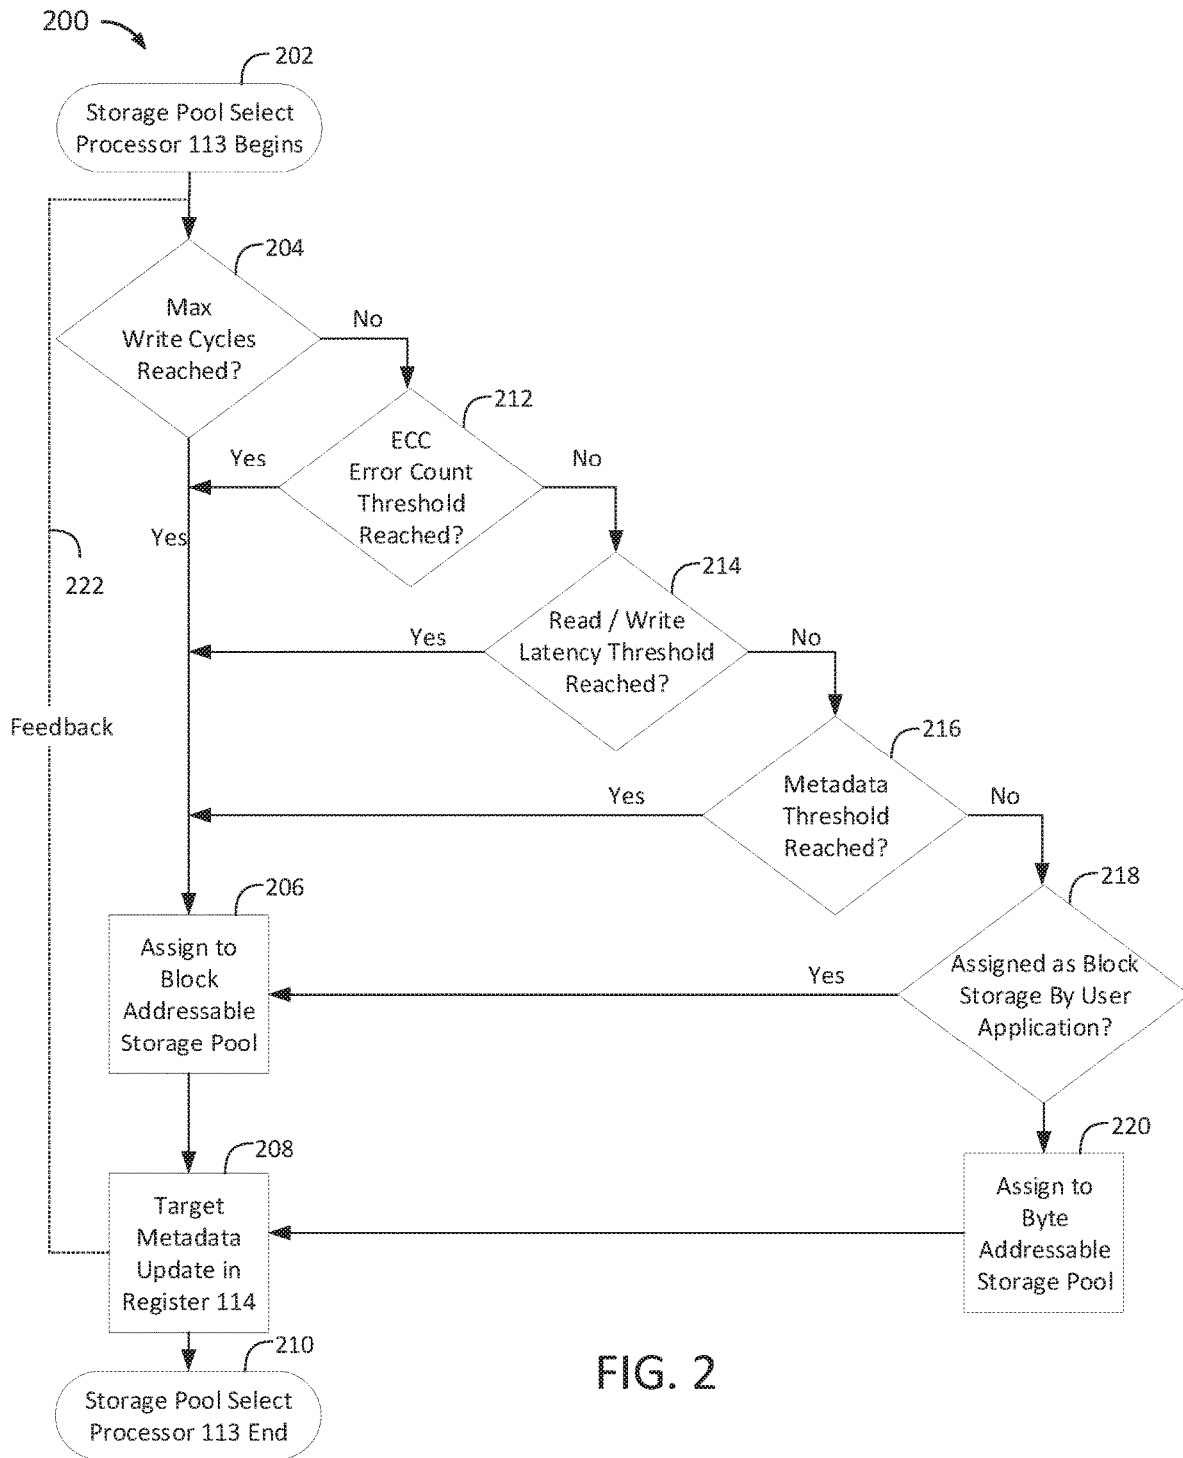 200
202
Storage Pool Select
Processor 113 Begins
204
Max
Write Cycles
Reached?
No
212
ECC
Error Count
Threshold
Reached?
Yes
No
Yes
222
214
Read / Write
Latency Threshold
Reached?
Yes
No
Feedback
216
Metadata
Threshold
Reached?
Yes
No
206
Assign to
Block
Addressable
Storage Pool
218
Assigned as Block
Storage By User
Application?
Yes
208
Target
Metadata
Update in
Register 114
220
Assign to
Byte
Addressable
Storage Pool
210
Storage Pool Select
Processor 113 End
FIG. 2